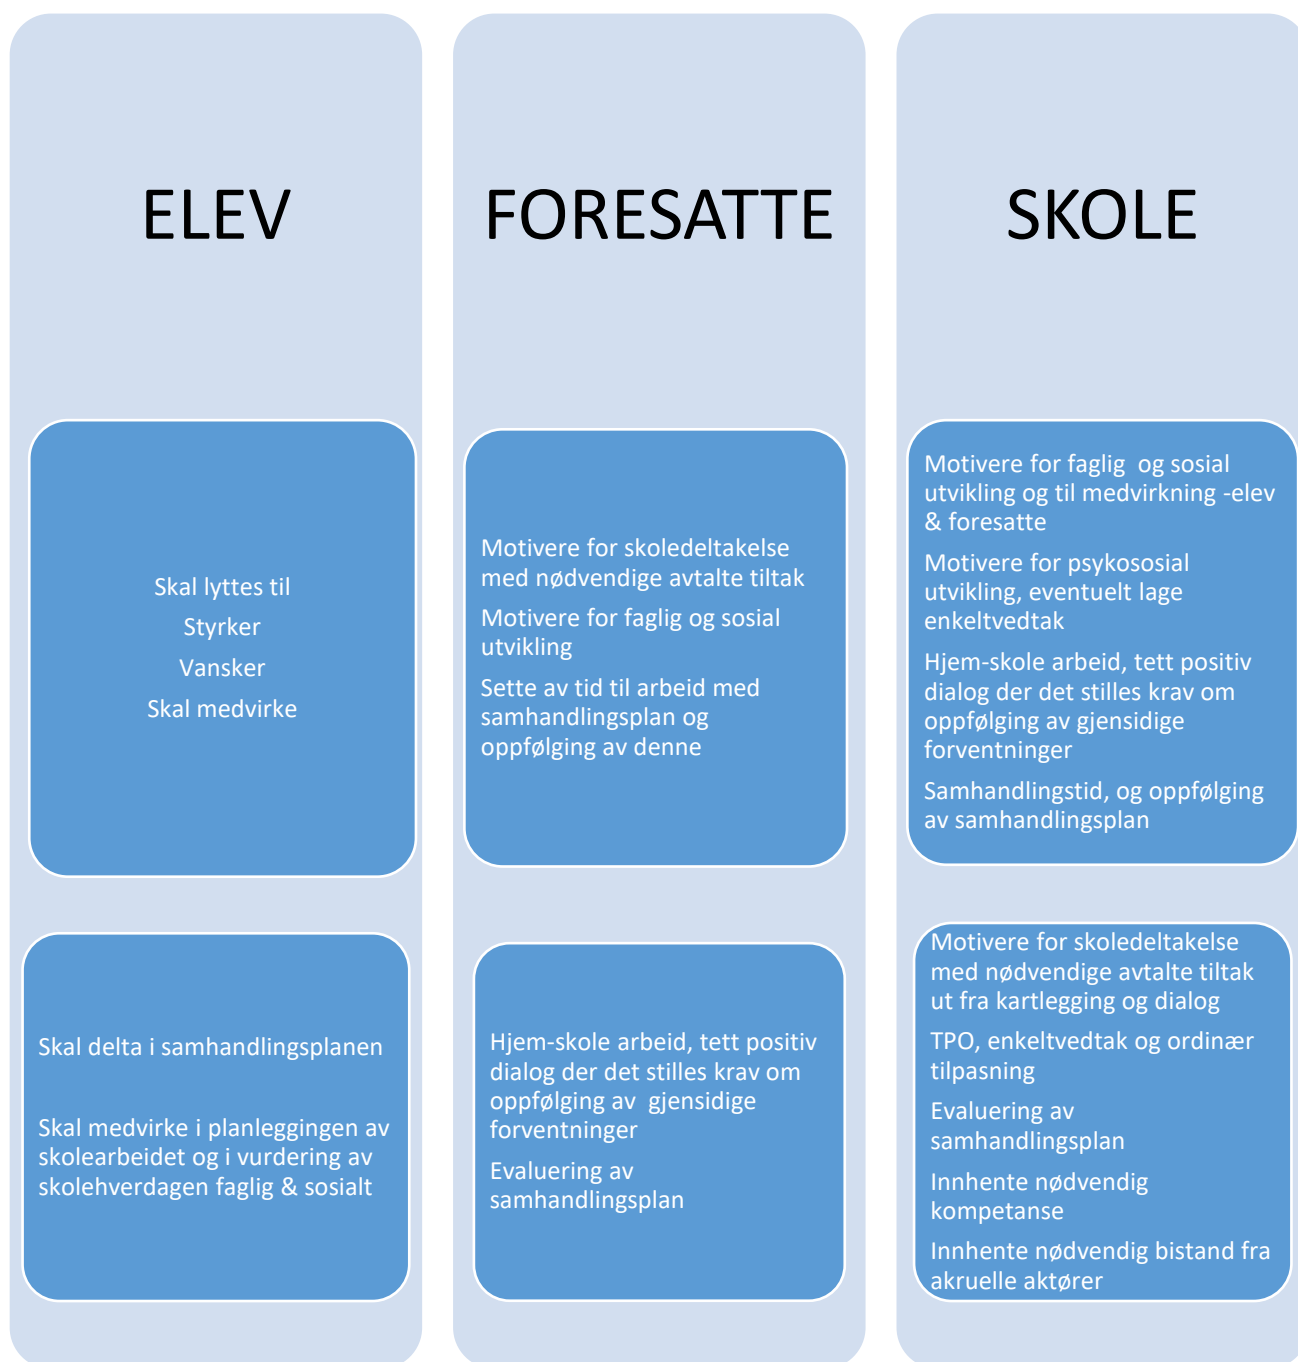 ELEV
Skal lyttes til
Styrker
Vansker
Skal medvirke
Skal delta i samhandlingsplanen
Skal medvirke i planleggingen av
skolearbeidet og i vurdering av
skolehverdagen faglig & sosialt
FORESATTE
Motivere for skoledeltakelse
med nødvendige avtalte tiltak
Motivere for faglig og sosial
utvikling
Sette av tid til arbeid med
samhandlingsplan og
oppfølging av denne
Hjem-skole arbeid, tett positiv
dialog der det stilles krav om
oppfølging av  gjensidige
forventninger
Evaluering av
samhandlingsplan
SKOLE
Motivere for faglig  og sosial
utvikling og til medvirkning -elev
& foresatte
Motivere for psykososial
utvikling, eventuelt lage
enkeltvedtak
Hjem-skole arbeid, tett positiv
dialog der det stilles krav om
oppfølging av gjensidige
forventninger
Samhandlingstid, og oppfølging
av samhandlingsplan
Motivere for skoledeltakelse
med nødvendige avtalte tiltak
ut fra kartlegging og dialog
TPO, enkeltvedtak og ordinær
tilpasning
Evaluering av
samhandlingsplan
Innhente nødvendig
kompetanse
Innhente nødvendig bistand fra
akruelle aktører